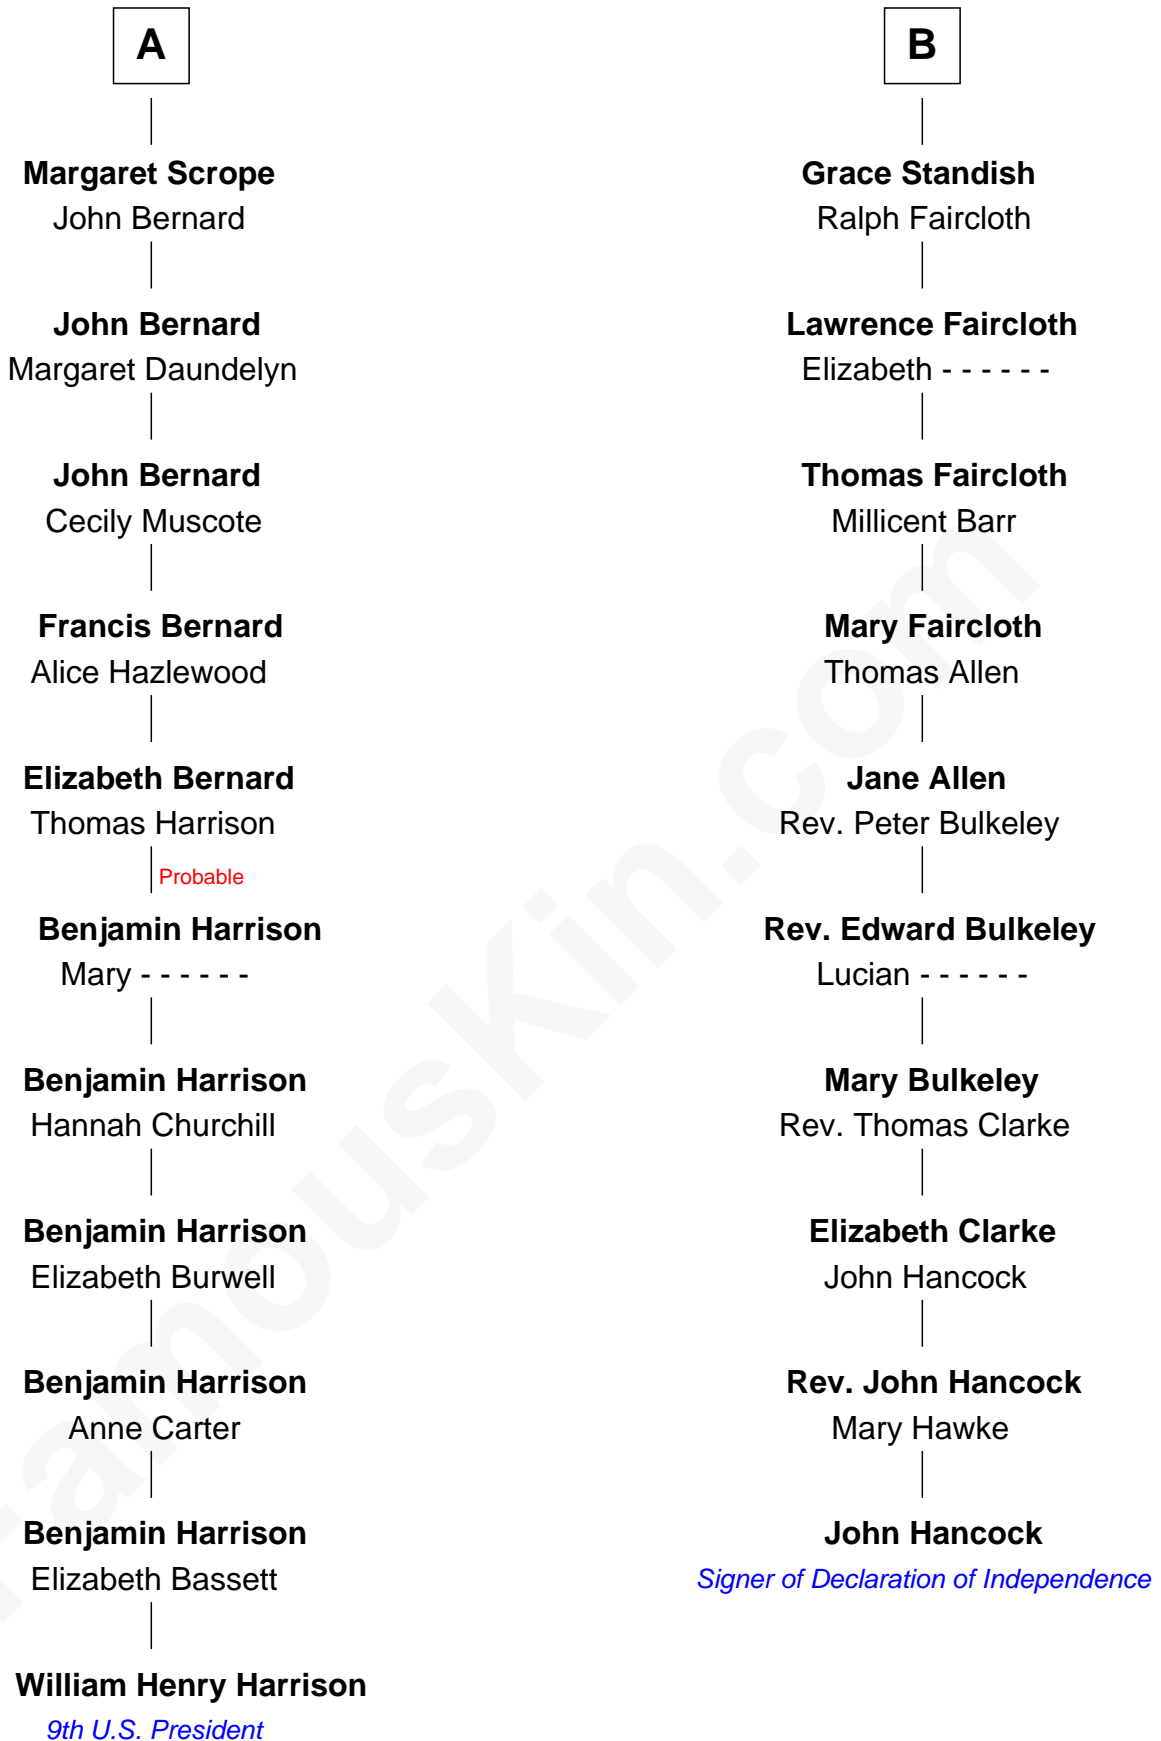 A
Margaret Scrope
John Bernard
John Bernard
Margaret Daundelyn
John Bernard
Cecily Muscote
Francis Bernard
Alice Hazlewood
Elizabeth Bernard
Thomas Harrison
Probable
Benjamin Harrison
Mary - - - - - -
Benjamin Harrison
Hannah Churchill
Benjamin Harrison
Elizabeth Burwell
Benjamin Harrison
Anne Carter
Benjamin Harrison
Elizabeth Bassett
William Henry Harrison
9th U.S. President
B
Grace Standish
Ralph Faircloth
Lawrence Faircloth
Elizabeth - - - - - -
Thomas Faircloth
Millicent Barr
Mary Faircloth
Thomas Allen
Jane Allen
Rev. Peter Bulkeley
Rev. Edward Bulkeley
Lucian - - - - - -
Mary Bulkeley
Rev. Thomas Clarke
Elizabeth Clarke
John Hancock
Rev. John Hancock
Mary Hawke
John Hancock
Signer of Declaration of Independence
FamousKin.com